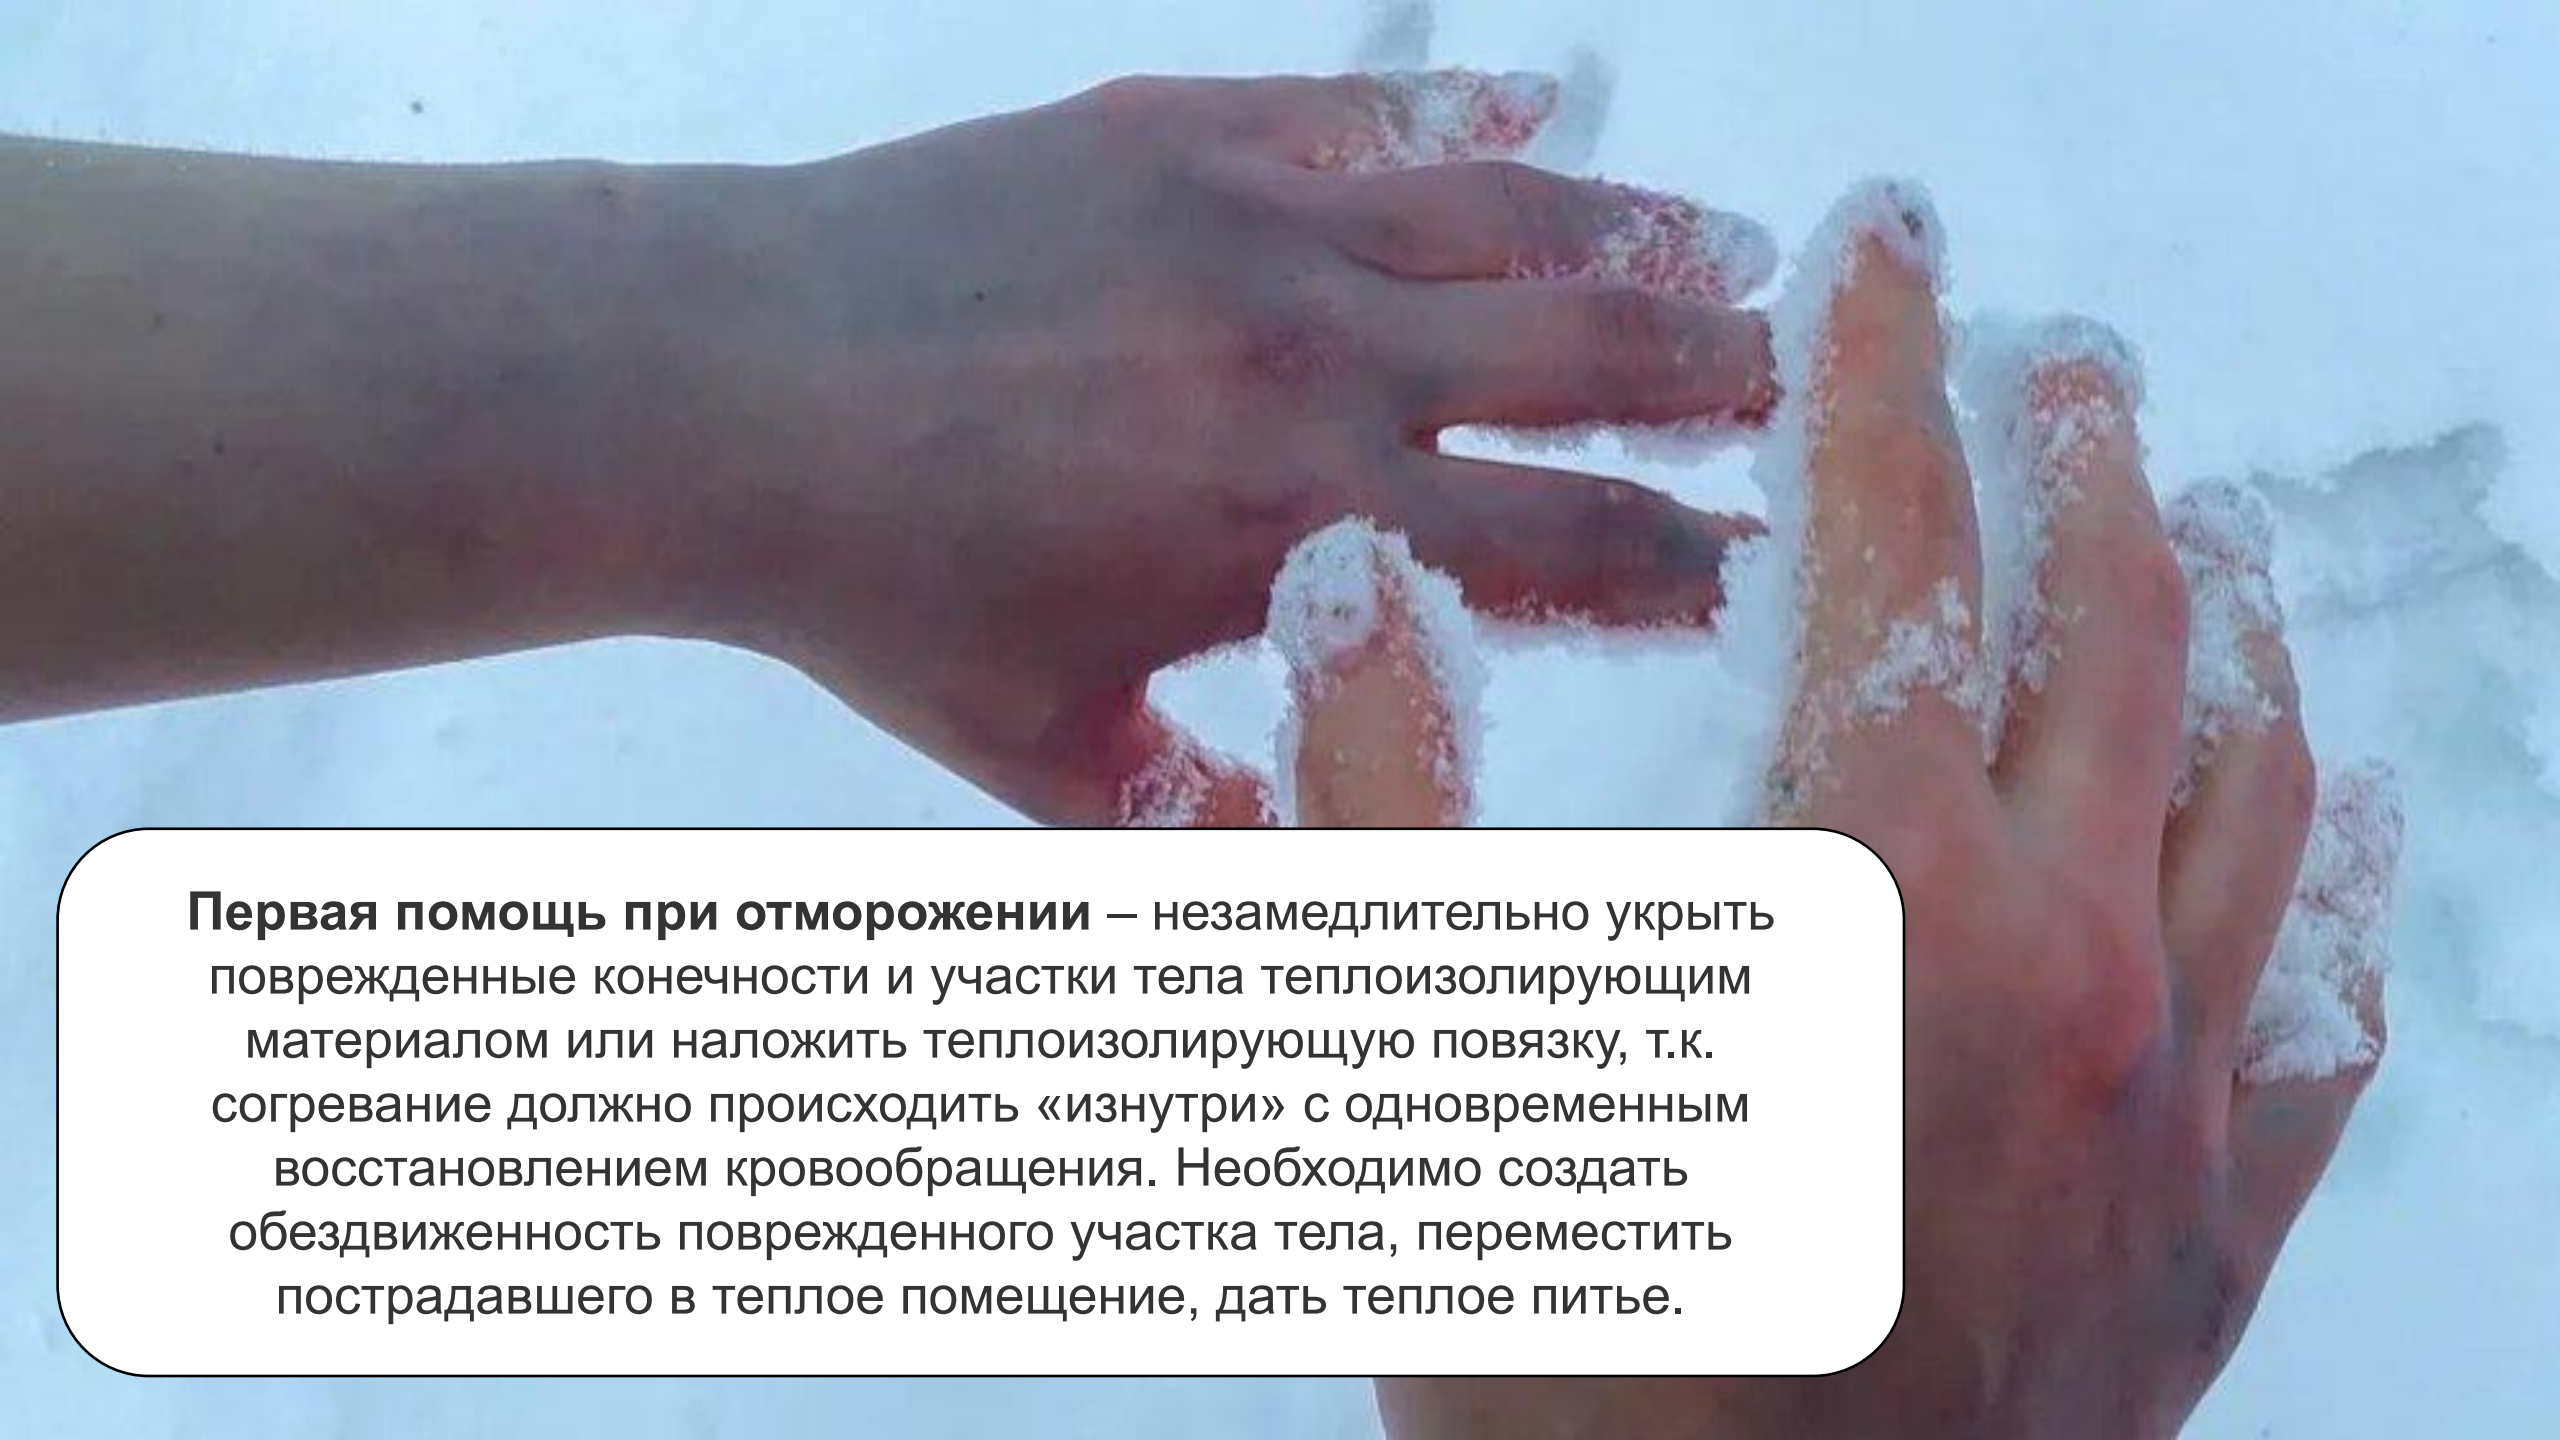 Первая помощь при отморожении – незамедлительно укрыть
поврежденные конечности и участки тела теплоизолирующим
материалом или наложить теплоизолирующую повязку, т.к.
согревание должно происходить «изнутри» с одновременным
восстановлением кровообращения. Необходимо создать
обездвиженность поврежденного участка тела, переместить
пострадавшего в теплое помещение, дать теплое питье.